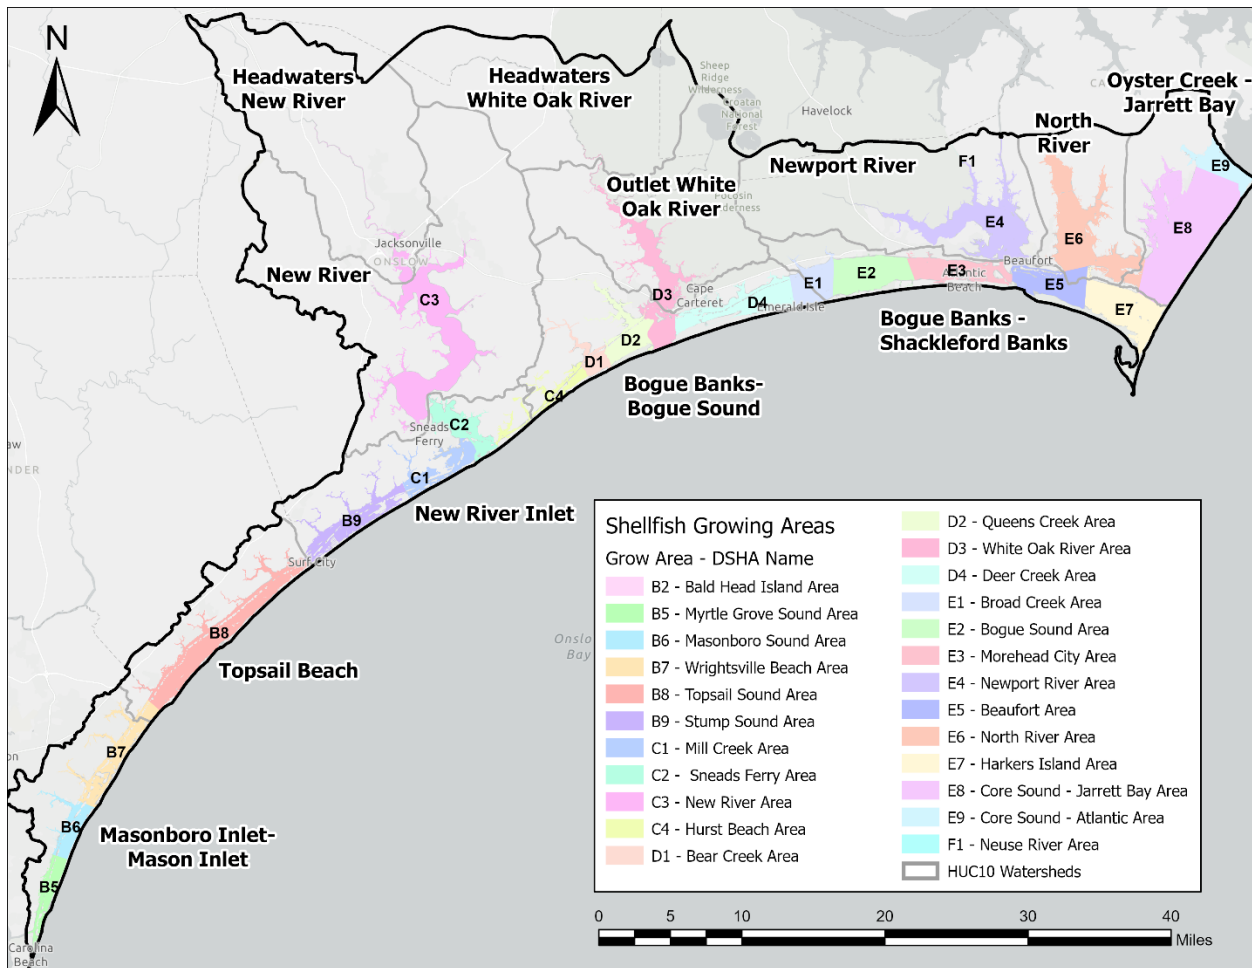 N
Headwaters
New River
Headwaters
White Oak River
Sheep
Ridge
Wilderness
Croatan
National
Forest
Havelock
Oyster Creek -
Jarrett Bay
North
River
Newport River
F1
E9
Outlet White
Oak River
E4
E8
E6
Jacksonville
ONSLOW
New River
Beaufort
C3
E1
E2
E3
Atlantic
Beach
E5
E7
D3
Cape
Carteret
D4
Emerald Isle
Bogue Banks -
Shackleford Banks
D2
D1
Bogue Banks-
Bogue Sound
C4
Sneads
Ferry
C2
C1
New River Inlet
B9
Surf City
B8
Topsail Beach
Bay
B7
B6
Masonboro Inlet-
Mason Inlet
B5
Carolina
Beach
Shellfish Growing Areas
Grow Area - DSHA Name
B2 - Bald Head Island Area
B5 - Myrtle Grove Sound Area
B6 - Masonboro Sound Area
B7 - Wrightsville Beach Area
B8 - Topsail Sound Area
B9 - Stump Sound Area
C1 - Mill Creek Area
C2 - Sneads Ferry Area
C3 - New River Area
C4 - Hurst Beach Area
D1 - Bear Creek Area
D2 - Queens Creek Area
D3 - White Oak River Area
D4 - Deer Creek Area
E1 - Broad Creek Area
E2 - Bogue Sound Area
E3 - Morehead City Area
E4 - Newport River Area
E5 - Beaufort Area
E6 - North River Area
E7 - Harkers Island Area
E8 - Core Sound - Jarrett Bay Area
E9 - Core Sound - Atlantic Area
F1 - Neuse River Area
HUC10 Watersheds
0 5 10 20 30 40
Miles